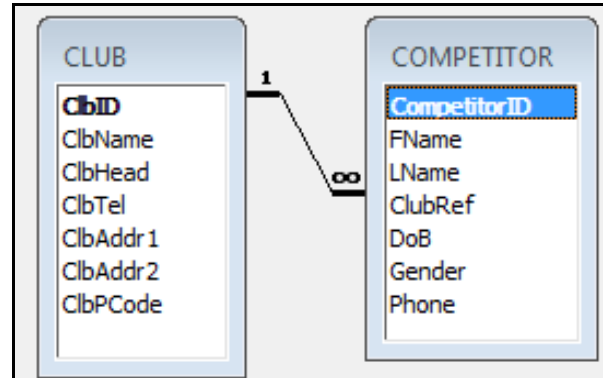 CLUB
ClbID
ClbName
ClbHead
ClbTel
ClbAddr1
ClbAddr2
ClbPCode
1
∞
COMPETITOR
CompetitorID
FName
LName
ClubRef
DoB
Gender
Phone